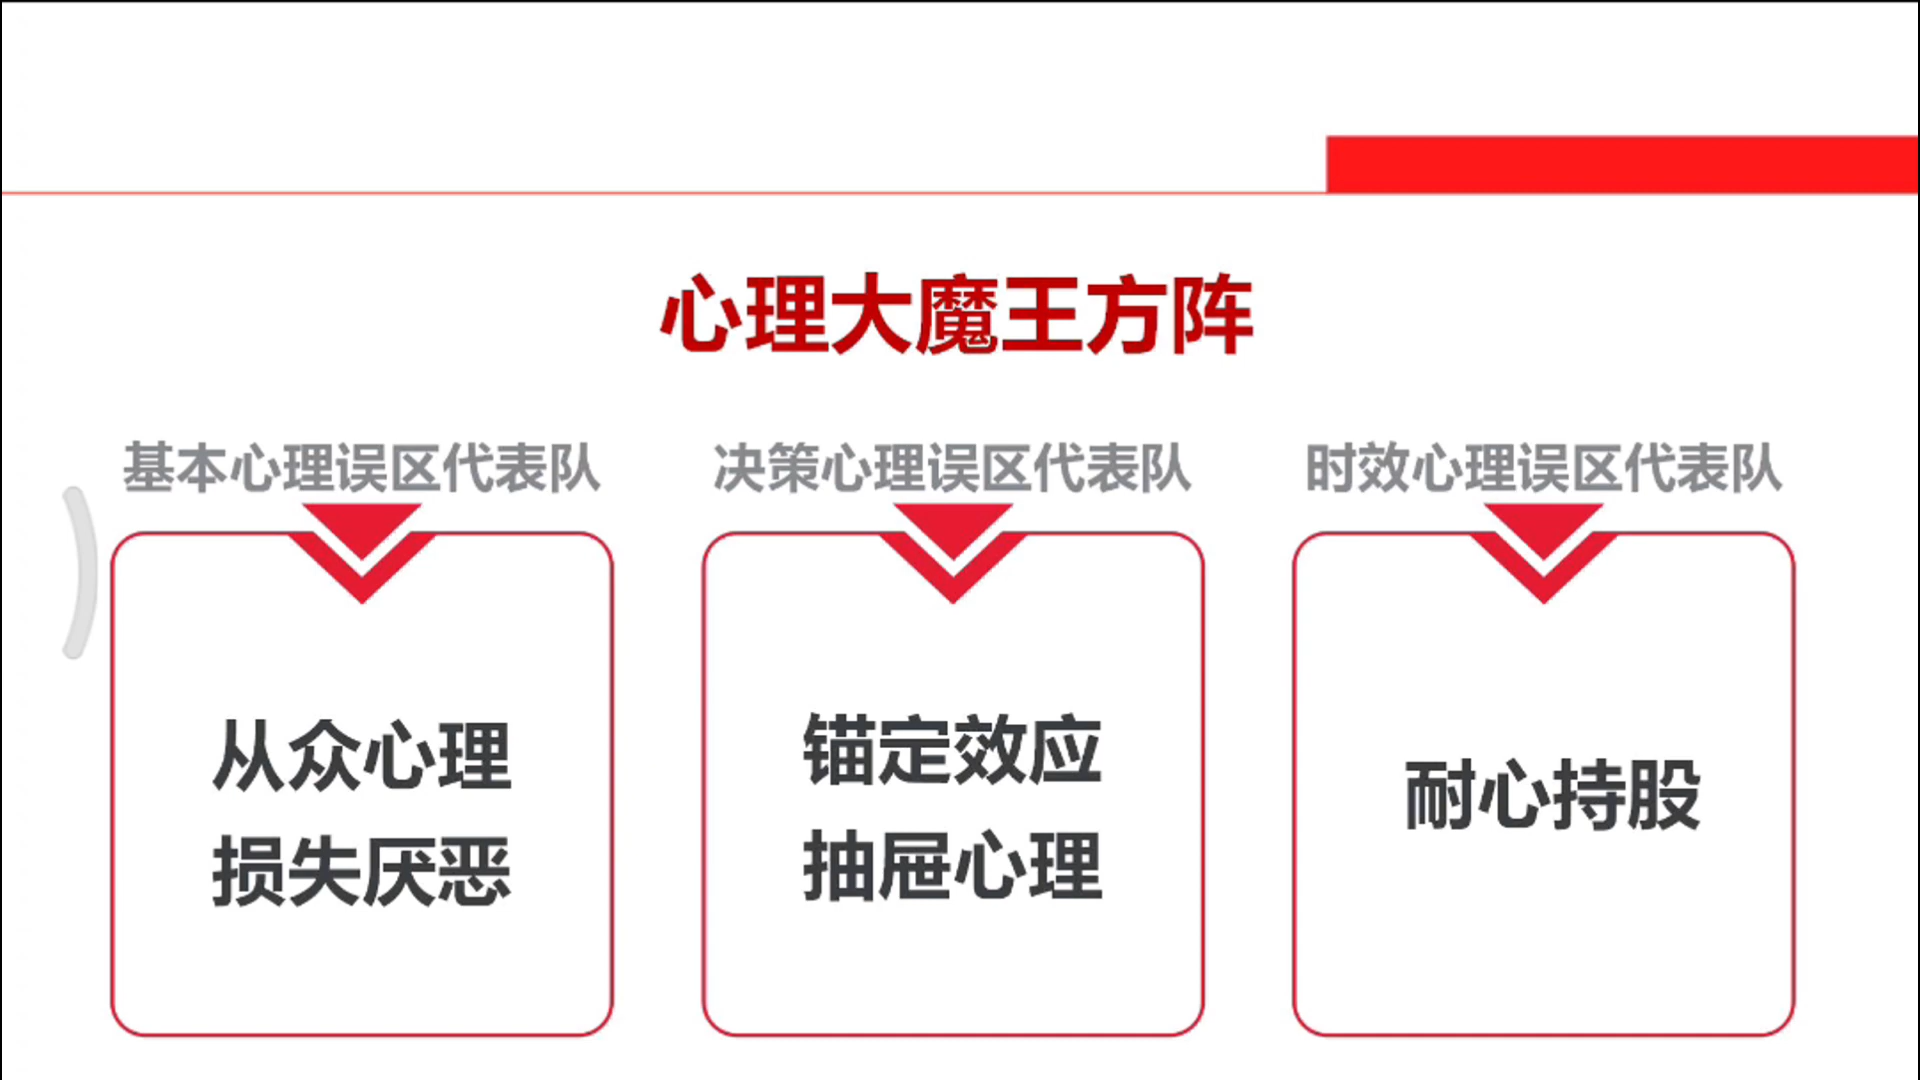 心理大魔王方阵
基本心理误区代表队
决策心理误区代表队
时效心理误区代表队
从众心理
损失厌恶
锚定效应
抽屉心理
耐心持股